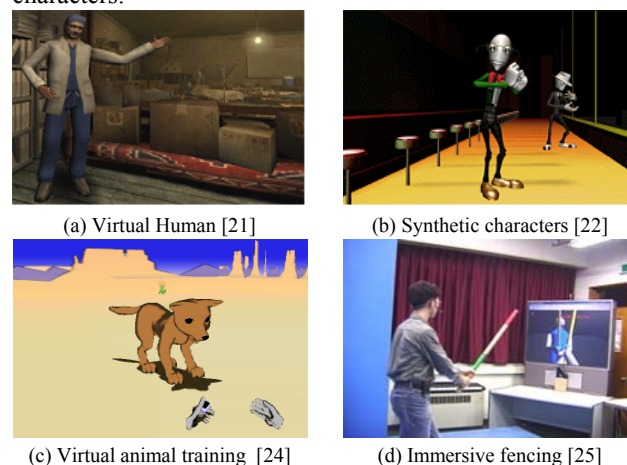 characters.
(a) Virtual Human [21]
(b) Synthetic characters [22]
(c) Virtual animal training [24]
(d) Immersive fencing [25]